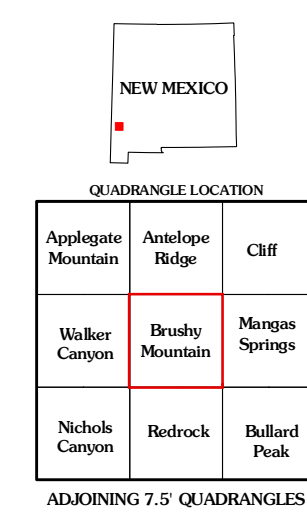 NEW MEXICO
QUADRANGLE LOCATION
Applegate
Mountain
Antelope
Ridge
Cliff
Walker
Canyon
Brushy
Mountain
Mangas
Springs
Nichols
Canyon
Redrock
Bullard
Peak
ADJOINING 7.5' QUADRANGLES